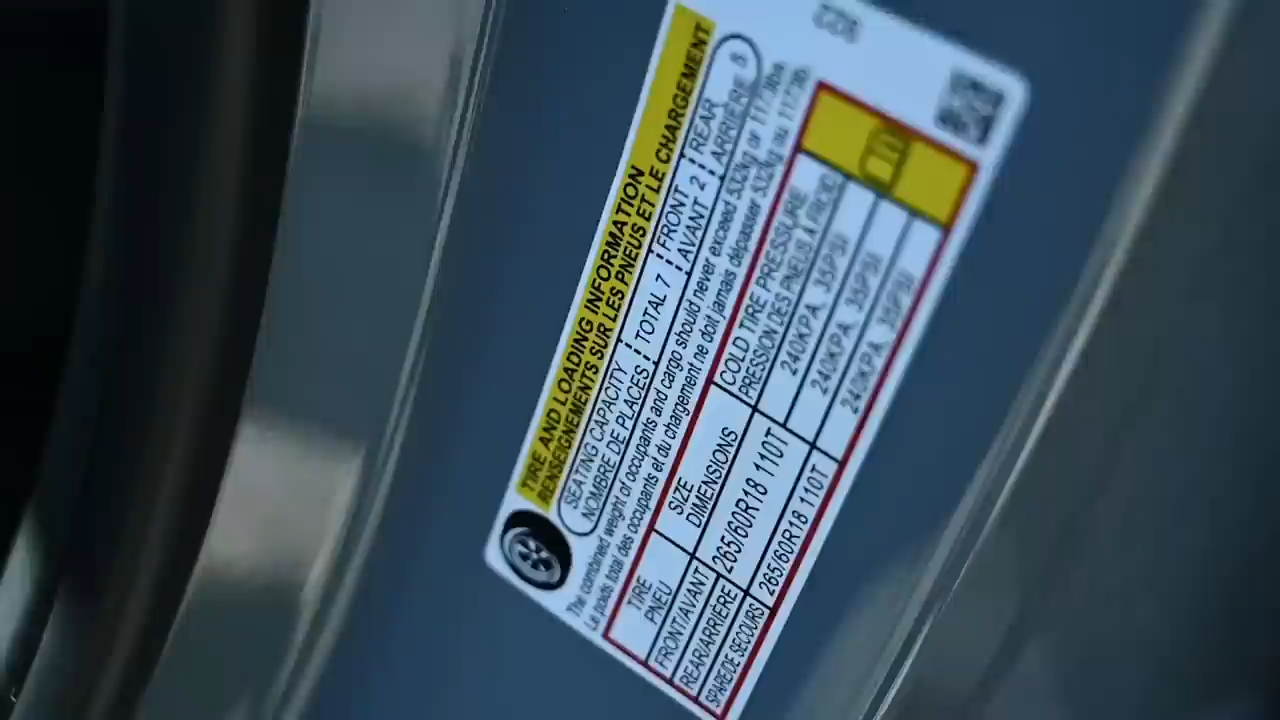 TIRE AND LOADING INFORMATION
RENSEIGNEMENTS SUR LES PNEUS ET LE CHARGEMENT
SEATING CAPACITY TOTAL 7 FRONT 2 REAR 5
NOMBRE DE PLACES AVANT ARRIÈRE
The combined weight of occupants and cargo should never exceed 532kg or 1173lbs
Le poids total des occupants et du chargement ne doit jamais dépasser 532kg ou 1173lb
TIRE SIZE COLD TIRE PRESSURE
PNEU DIMENSIONS PRESSION DES PNEUS À FROID
FRONT/AVANT 265/60R18 110T 240KPA, 35PSI
REAR/ARRIÈRE 240KPA, 35PSI
SPARE/DE SECOURS 265/60R18 110T 240KPA, 35PSI